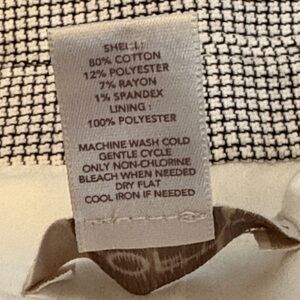 SHELL:
80% COTTON
12% POLYESTER
7% RAYON
1% SPANDEX
LINING :
100% POLYESTER
MACHINE WASH COLD
GENTLE CYCLE
ONLY NON-CHLORINE
BLEACH WHEN NEEDED
DRY FLAT
COOL IRON IF NEEDED